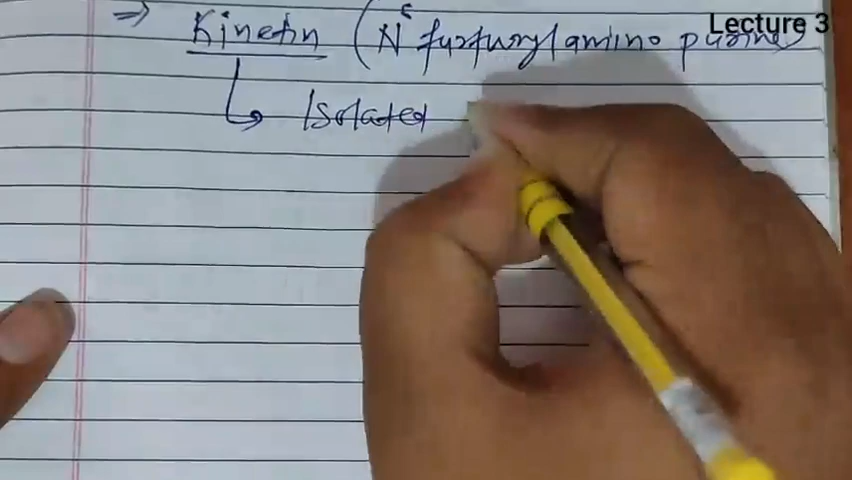 Lecture 3
⇒ Kinetin (N⁶ furfurylamino purine)
↳ Isolated